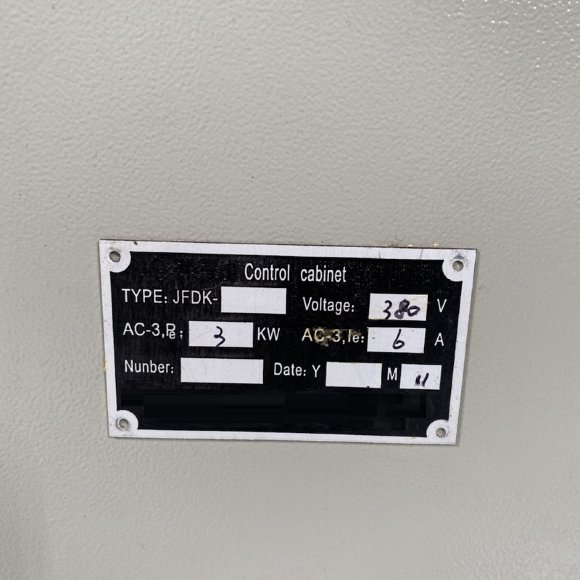 Control cabinet
TYPE: JFDK- Voltage: 380 V
AC-3,Pe: 3 KW AC-3,Ie: 6 A
Nunber: Date: Y M 11